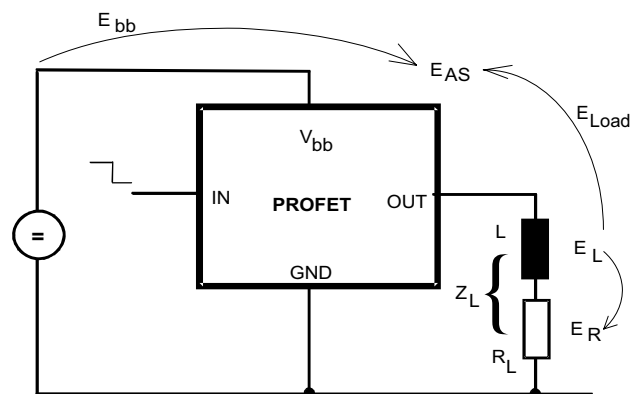 E bb
E AS
E Load
V bb
IN
PROFET
OUT
=
GND
L
E L
Z L
{
E R
R L